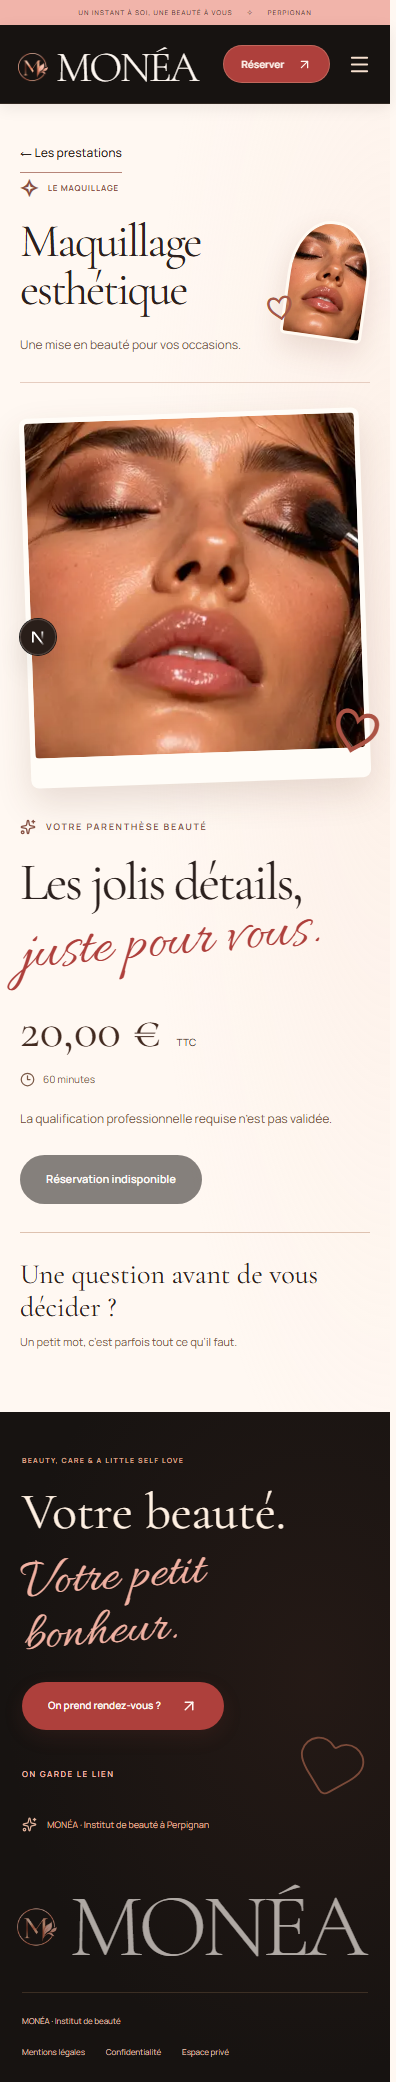 UN INSTANT À SOI, UNE BEAUTÉ À VOUS ✧ PERPIGNAN
M MONÉA
Réserver ↗
← Les prestations
LE MAQUILLAGE
Maquillage
esthétique
Une mise en beauté pour vos occasions.
N
VOTRE PARENTHÈSE BEAUTÉ
Les jolis détails,
juste pour vous.
20,00 € TTC
60 minutes
La qualification professionnelle requise n'est pas validée.
Réservation indisponible
Une question avant de vous
décider ?
Un petit mot, c'est parfois tout ce qu'il faut.
BEAUTY, CARE & A LITTLE SELF LOVE
Votre beauté.
Votre petit
bonheur.
On prend rendez-vous ? ↗
ON GARDE LE LIEN
MONÉA · Institut de beauté à Perpignan
M MONÉA
MONÉA · Institut de beauté
Mentions légales Confidentialité Espace privé